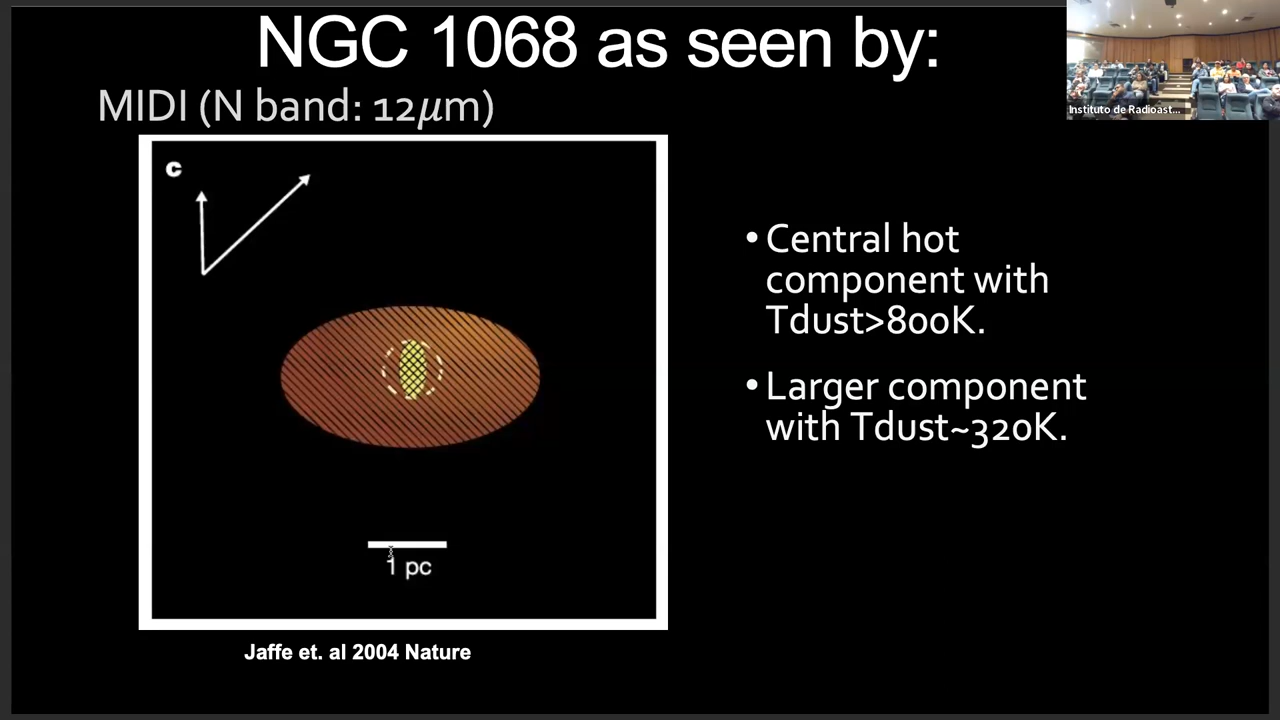 NGC 1068 as seen by:
MIDI (N band: 12𝜇m)
Instituto de Radioast...
c
• Central hot
component with
Tdust>800K.
• Larger component
with Tdust~320K.
1 pc
Jaffe et. al 2004 Nature